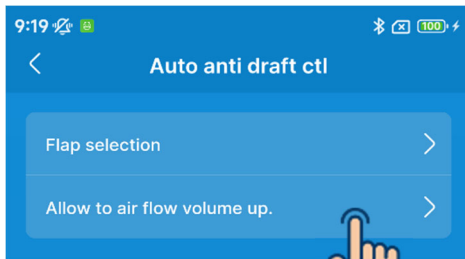 9:19
100
Auto anti draft ctl
Flap selection
Allow to air flow volume up.